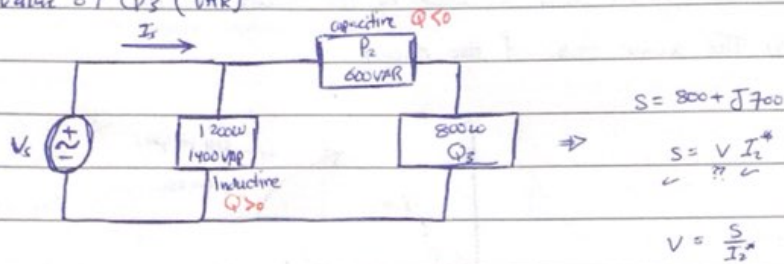 value of Q3 (VAR)
capacitive Q<0
Is
P2
600VAR
S = 800 + J700
Vs
1200W
1400VAR
800W
Q3
⇒
S = V I2*
✓ ?? ✓
Inductive
Q>0
V = S / I2*